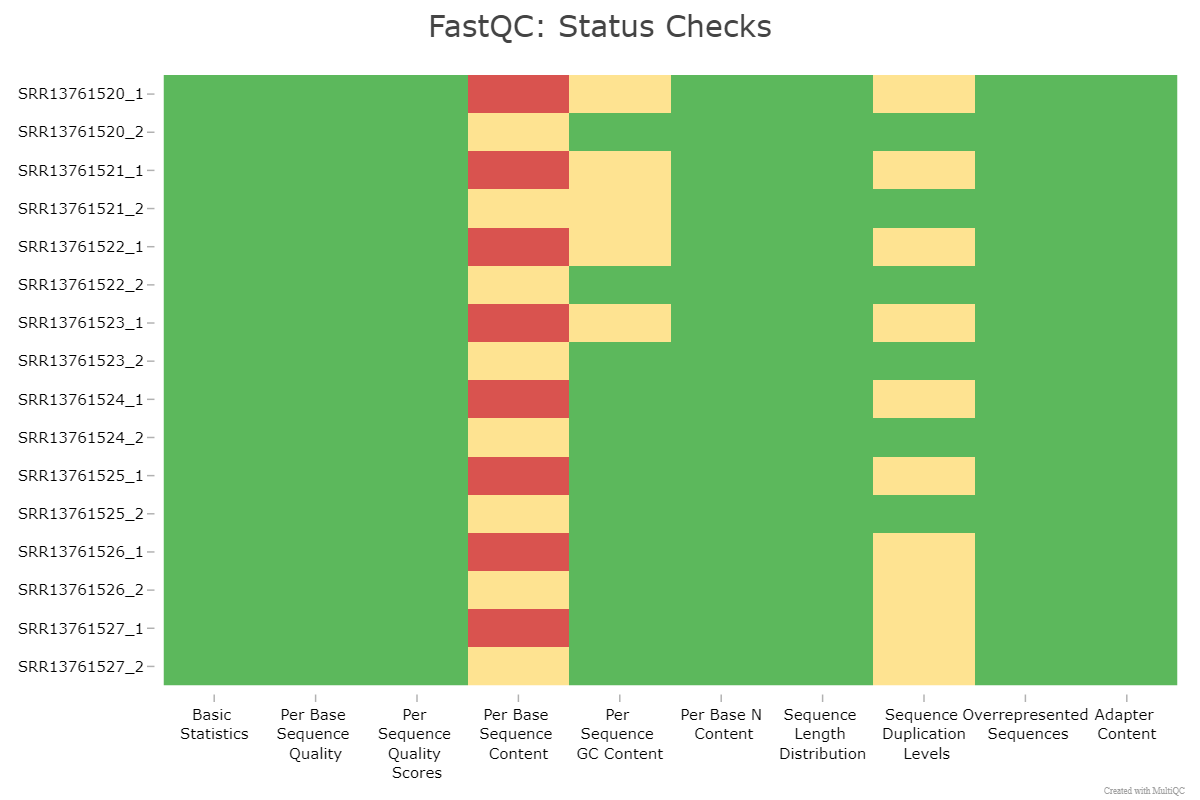 FastQC: Status Checks
SRR13761520_1
SRR13761520_2
SRR13761521_1
SRR13761521_2
SRR13761522_1
SRR13761522_2
SRR13761523_1
SRR13761523_2
SRR13761524_1
SRR13761524_2
SRR13761525_1
SRR13761525_2
SRR13761526_1
SRR13761526_2
SRR13761527_1
SRR13761527_2
Basic
Statistics
Per Base
Sequence
Quality
Per
Sequence
Quality
Scores
Per Base
Sequence
Content
Per
Sequence
GC Content
Per Base N
Content
Sequence
Length
Distribution
Sequence
Duplication
Levels
Overrepresented
Sequences
Adapter
Content
Created with MultiQC